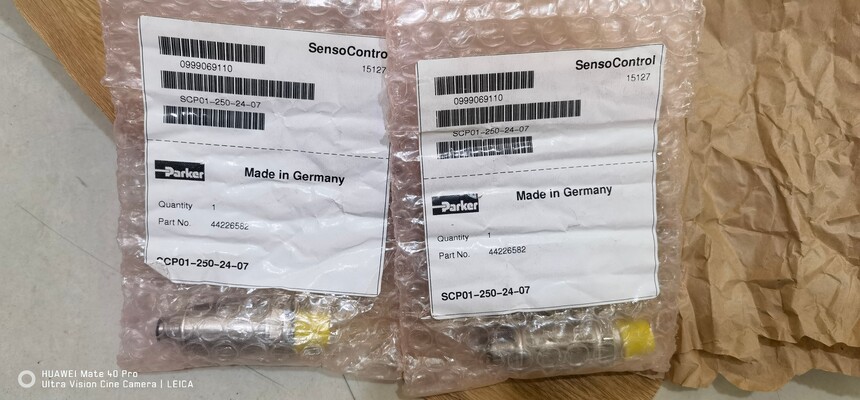 SensoControl
15127
0999069110
SCP01-250-24-07
Parker
Made in Germany
Quantity 1
Part No. 44226582
SCP01-250-24-07
SensoControl
15127
0999069110
SCP01-250-24-07
Parker
Made in Germany
Quantity 1
Part No. 44226582
SCP01-250-24-07
HUAWEI Mate 40 Pro
Ultra Vision Cine Camera | LEICA